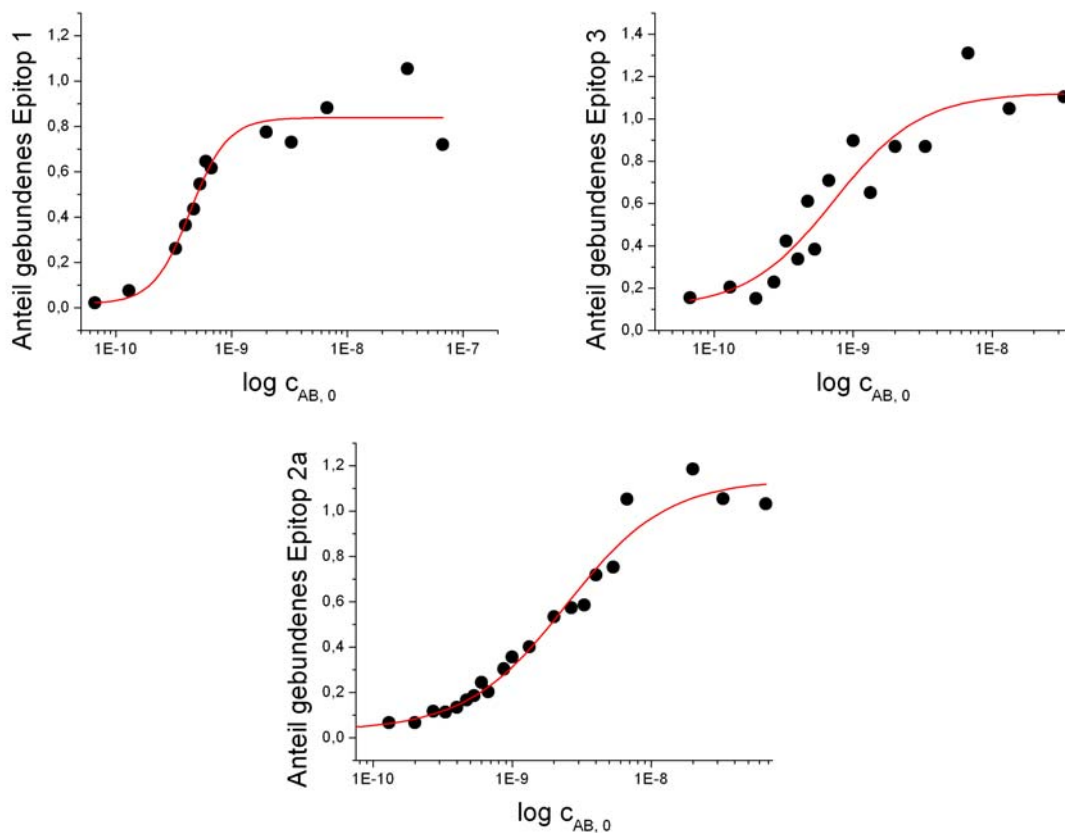 Anteil gebundenes Epitop 1
1,2
1,0
0,8
0,6
0,4
0,2
0,0
1E-10
1E-9
1E-8
1E-7
log c_AB, 0
Anteil gebundenes Epitop 3
1,4
1,2
1,0
0,8
0,6
0,4
0,2
0,0
1E-10
1E-9
1E-8
log c_AB, 0
Anteil gebundenes Epitop 2a
1,2
1,0
0,8
0,6
0,4
0,2
0,0
1E-10
1E-9
1E-8
log c_AB, 0